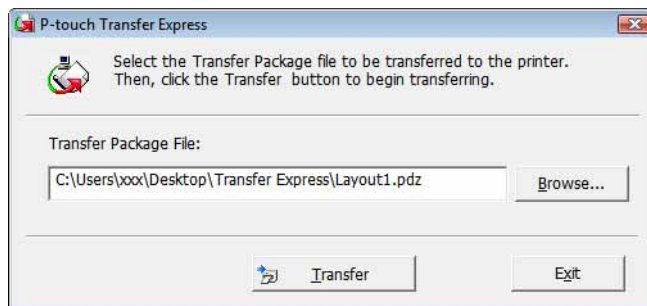 P-touch Transfer Express
Select the Transfer Package file to be transferred to the printer.
Then, click the Transfer button to begin transferring.
Transfer Package File:
C:\Users\xxx\Desktop\Transfer Express\Layout1.pdz
Browse...
Transfer
Exit